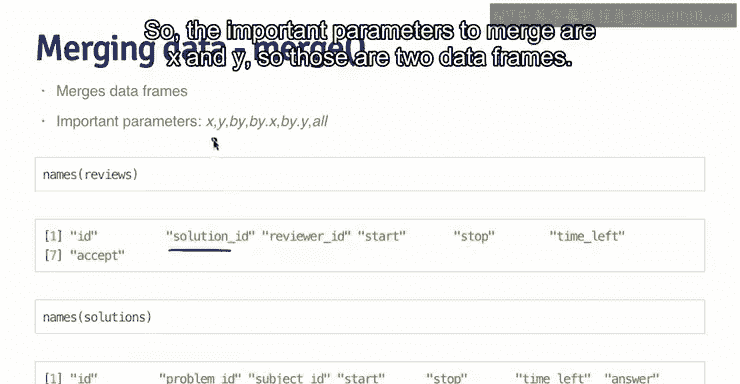 So, the important parameters to merge are
x and y, so those are two data frames.
Merging data - merge()
· Merges data frames
· Important parameters: x,y,by,by.x,by.y,all
names(reviews)
[1] "id" "solution_id" "reviewer_id" "start" "stop" "time_left"
[7] "accept"
names(solutions)
[1] "id" "problem_id" "subject_id" "start" "stop" "time_left" "answer"